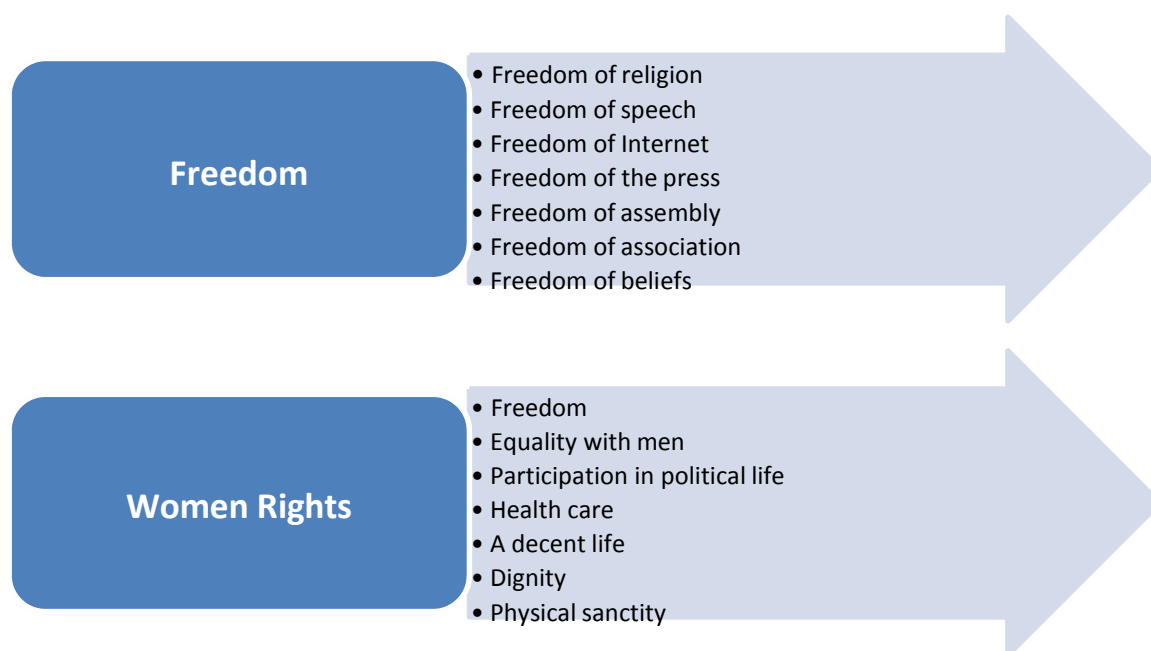 Freedom
• Freedom of religion
• Freedom of speech
• Freedom of Internet
• Freedom of the press
• Freedom of assembly
• Freedom of association
• Freedom of beliefs
Women Rights
• Freedom
• Equality with men
• Participation in political life
• Health care
• A decent life
• Dignity
• Physical sanctity